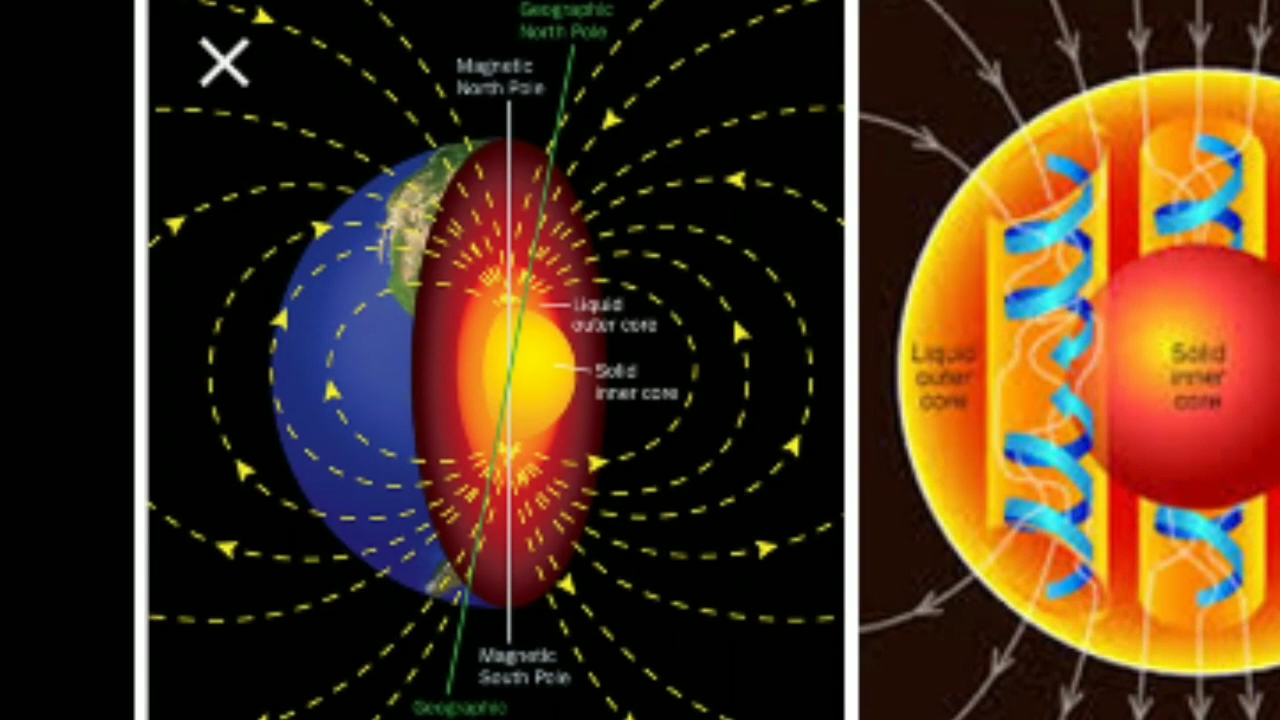 Geographic
North Pole
Magnetic
North Pole
Liquid
outer core
Solid
inner core
Magnetic
South Pole
Geographic
Liquid
outer
core
Solid
inner
core